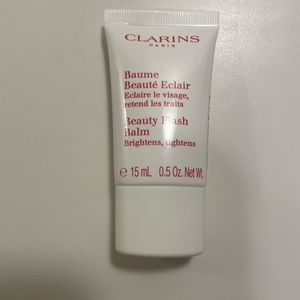 CLARINS
PARIS
Baume
Beauté Eclair
Eclaire le visage,
retend les traits
Beauty Flash
Balm
Brightens, tightens
e 15 mL 0.5 Oz. Net Wt.